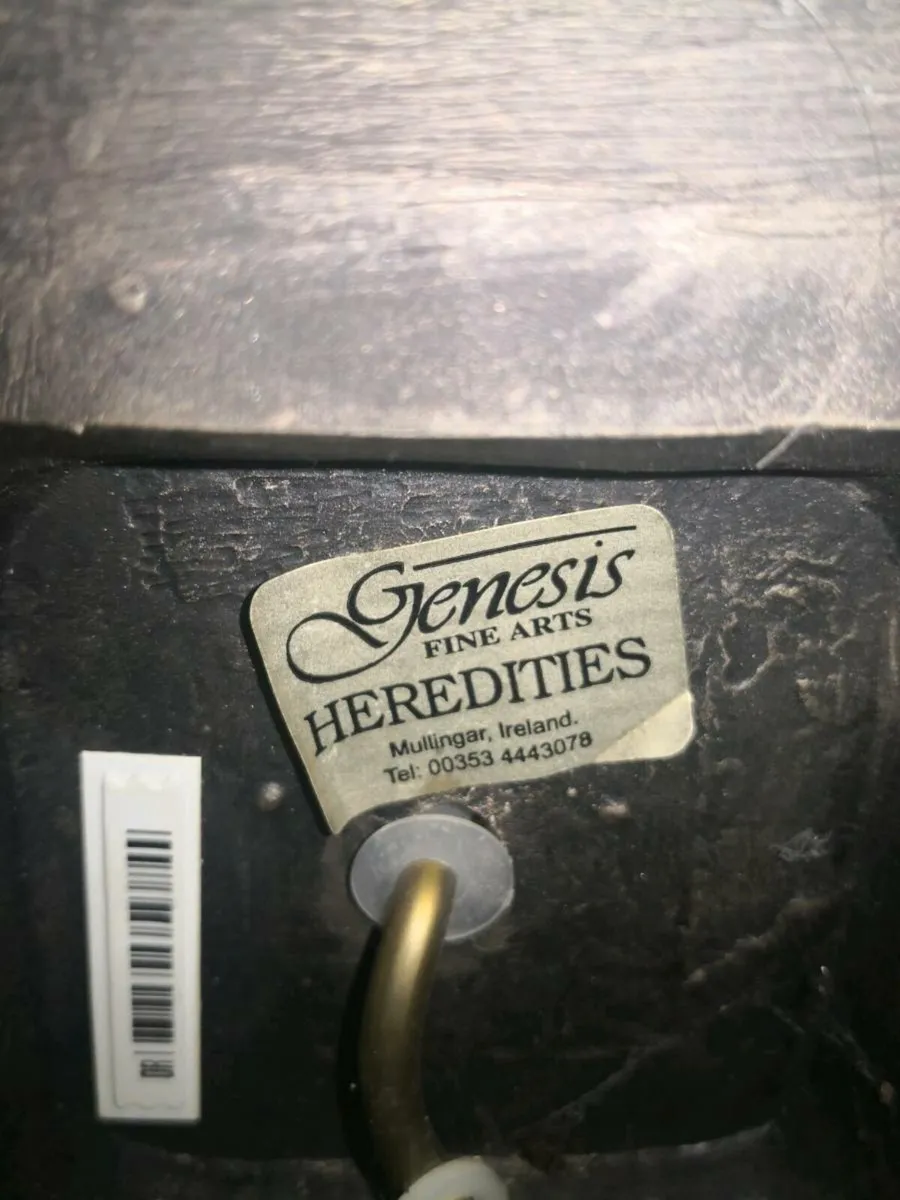 Genesis
FINE ARTS
HEREDITIES
Mullingar, Ireland.
Tel: 00353 4443078